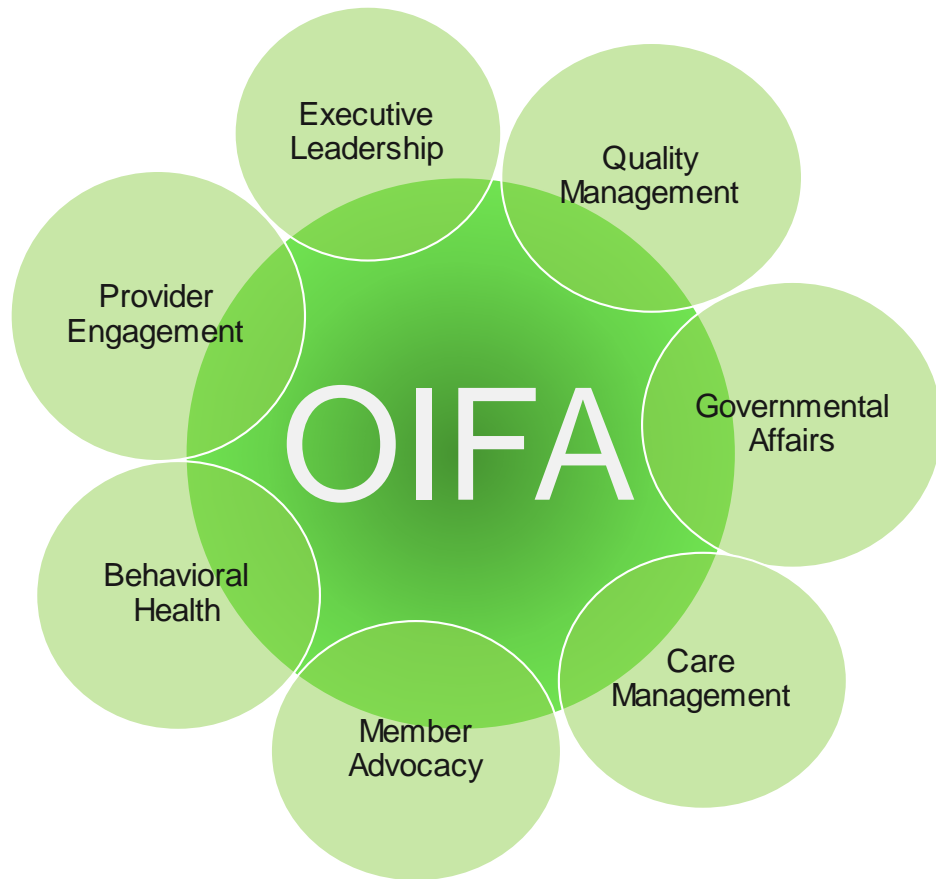 Executive
Leadership
Quality
Management
Provider
Engagement
Governmental
Affairs
OIFA
Behavioral
Health
Care
Management
Member
Advocacy